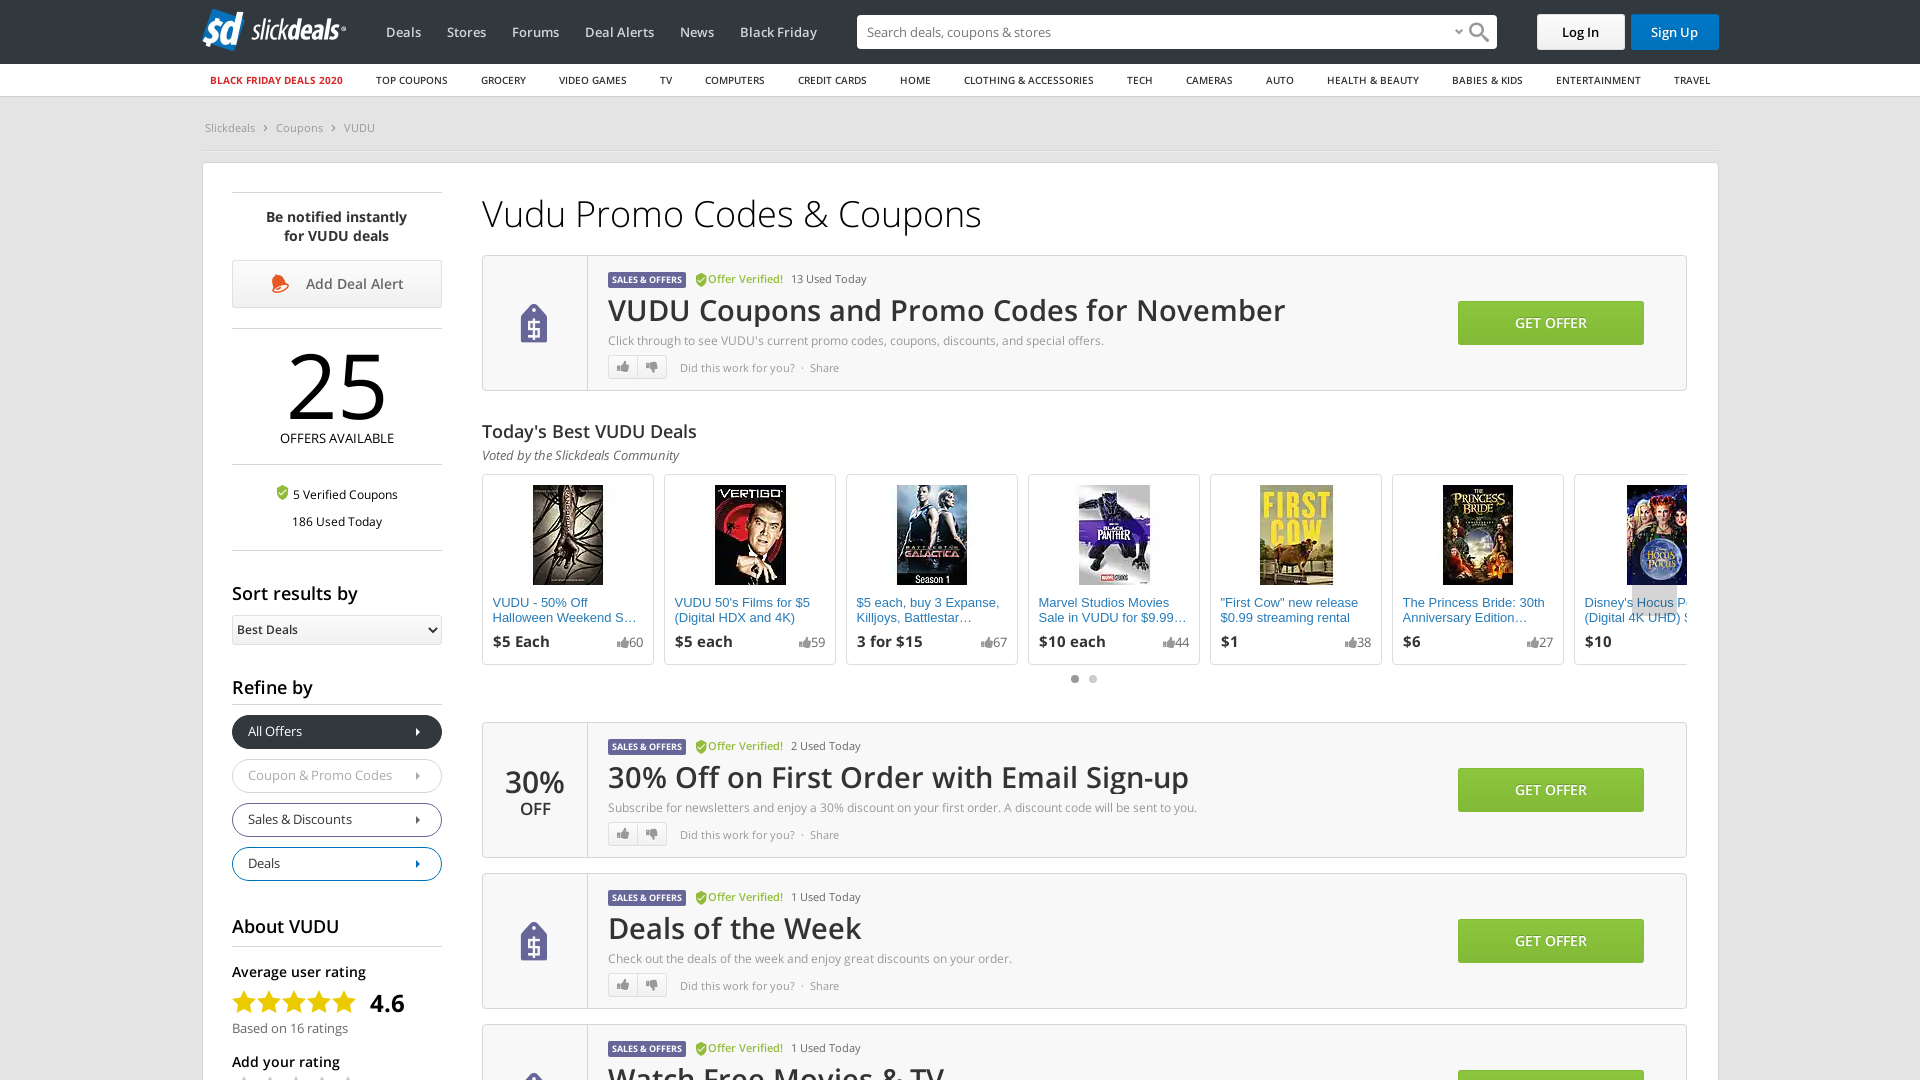 sd slickdeals
Deals Stores Forums Deal Alerts News Black Friday
Search deals, coupons & stores
Log In Sign Up
BLACK FRIDAY DEALS 2020 TOP COUPONS GROCERY VIDEO GAMES TV COMPUTERS CREDIT CARDS HOME CLOTHING & ACCESSORIES TECH CAMERAS AUTO HEALTH & BEAUTY BABIES & KIDS ENTERTAINMENT TRAVEL
Slickdeals > Coupons > VUDU
Be notified instantly
for VUDU deals
Add Deal Alert
25
OFFERS AVAILABLE
5 Verified Coupons
186 Used Today
Sort results by
Best Deals
Refine by
All Offers
Coupon & Promo Codes
Sales & Discounts
Deals
About VUDU
Average user rating
4.6
Based on 16 ratings
Add your rating
Vudu Promo Codes & Coupons
SALES & OFFERS Offer Verified! 13 Used Today
VUDU Coupons and Promo Codes for November
Click through to see VUDU's current promo codes, coupons, discounts, and special offers.
Did this work for you? · Share
GET OFFER
Today's Best VUDU Deals
Voted by the Slickdeals Community
VUDU - 50% Off
Halloween Weekend S...
$5 Each 60
VERTIGO
VUDU 50's Films for $5
(Digital HDX and 4K)
$5 each 59
BATTLESTAR
GALACTICA
Season 1
$5 each, buy 3 Expanse,
Killjoys, Battlestar...
3 for $15 67
BLACK
PANTHER
MARVEL STUDIOS
Marvel Studios Movies
Sale in VUDU for $9.99...
$10 each 44
FIRST
COW
"First Cow" new release
$0.99 streaming rental
$1 38
THE
PRINCESS
BRIDE
The Princess Bride: 30th
Anniversary Edition...
$6 27
HOCUS
POCUS
Disney's Hocus P
(Digital 4K UHD) $
$10
30%
OFF
SALES & OFFERS Offer Verified! 2 Used Today
30% Off on First Order with Email Sign-up
Subscribe for newsletters and enjoy a 30% discount on your first order. A discount code will be sent to you.
Did this work for you? · Share
GET OFFER
SALES & OFFERS Offer Verified! 1 Used Today
Deals of the Week
Check out the deals of the week and enjoy great discounts on your order.
Did this work for you? · Share
GET OFFER
SALES & OFFERS Offer Verified! 1 Used Today
Watch Free Movies & TV